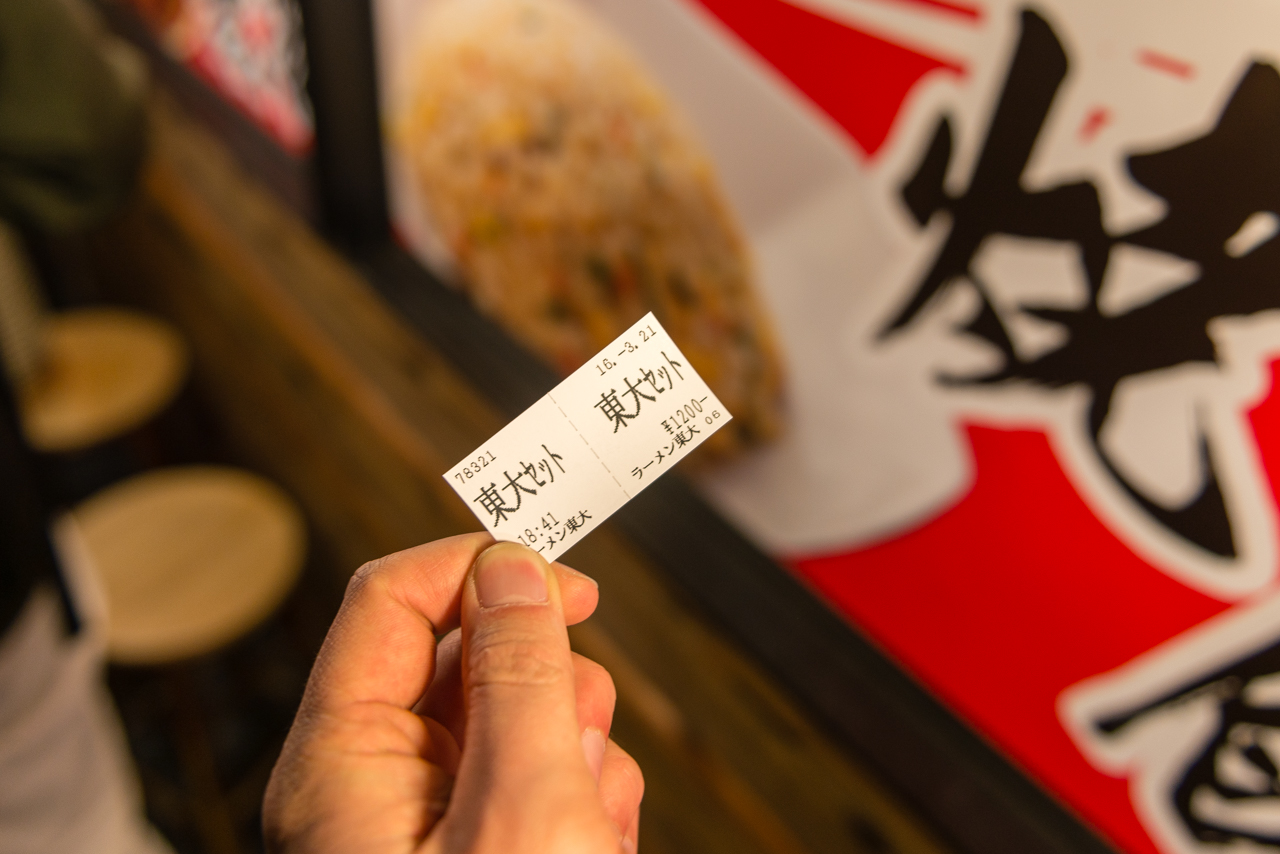 78321
東大セット
18:41
ーメン東大
16.-3.21
東大セット
¥1200-
ラーメン東大 06